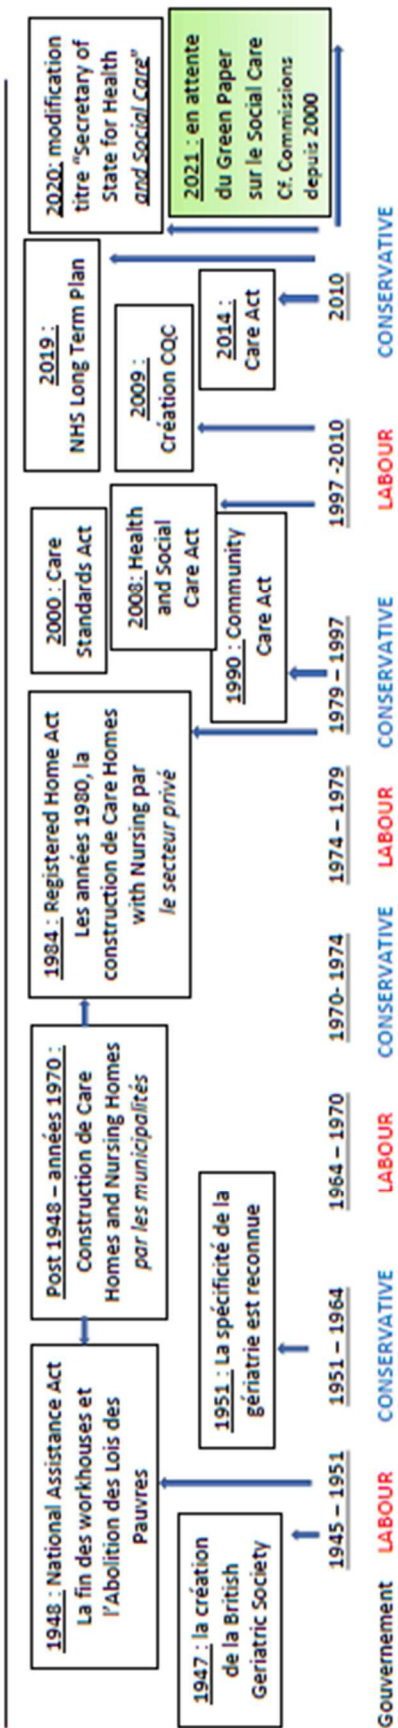 1948 : National Assistance Act
La fin des workhouses et
l'Abolition des Lois des
Pauvres
Post 1948 – années 1970 :
Construction de Care
Homes and Nursing Homes
par les municipalités
1984 : Registered Home Act
Les années 1980, la
construction de Care Homes
with Nursing par
le secteur privé
2000 : Care
Standards Act
2019 :
NHS Long Term Plan
2020: modification
titre "Secretary of
State for Health
and Social Care"
1947 : la création
de la British
Geriatric Society
1951 : La spécificité de la
gériatrie est reconnue
1990 : Community
Care Act
2008: Health
and Social
Care Act
2009 :
Création CQC
2014 :
Care Act
2021 : en attente
du Green Paper
sur le Social Care
Cf. Commissions
depuis 2000
1945 – 1951
1951 – 1964
1964 – 1970
1970- 1974
1974 – 1979
1979 – 1997
1997 -2010
2010
Gouvernement LABOUR CONSERVATIVE LABOUR CONSERVATIVE LABOUR CONSERVATIVE LABOUR CONSERVATIVE